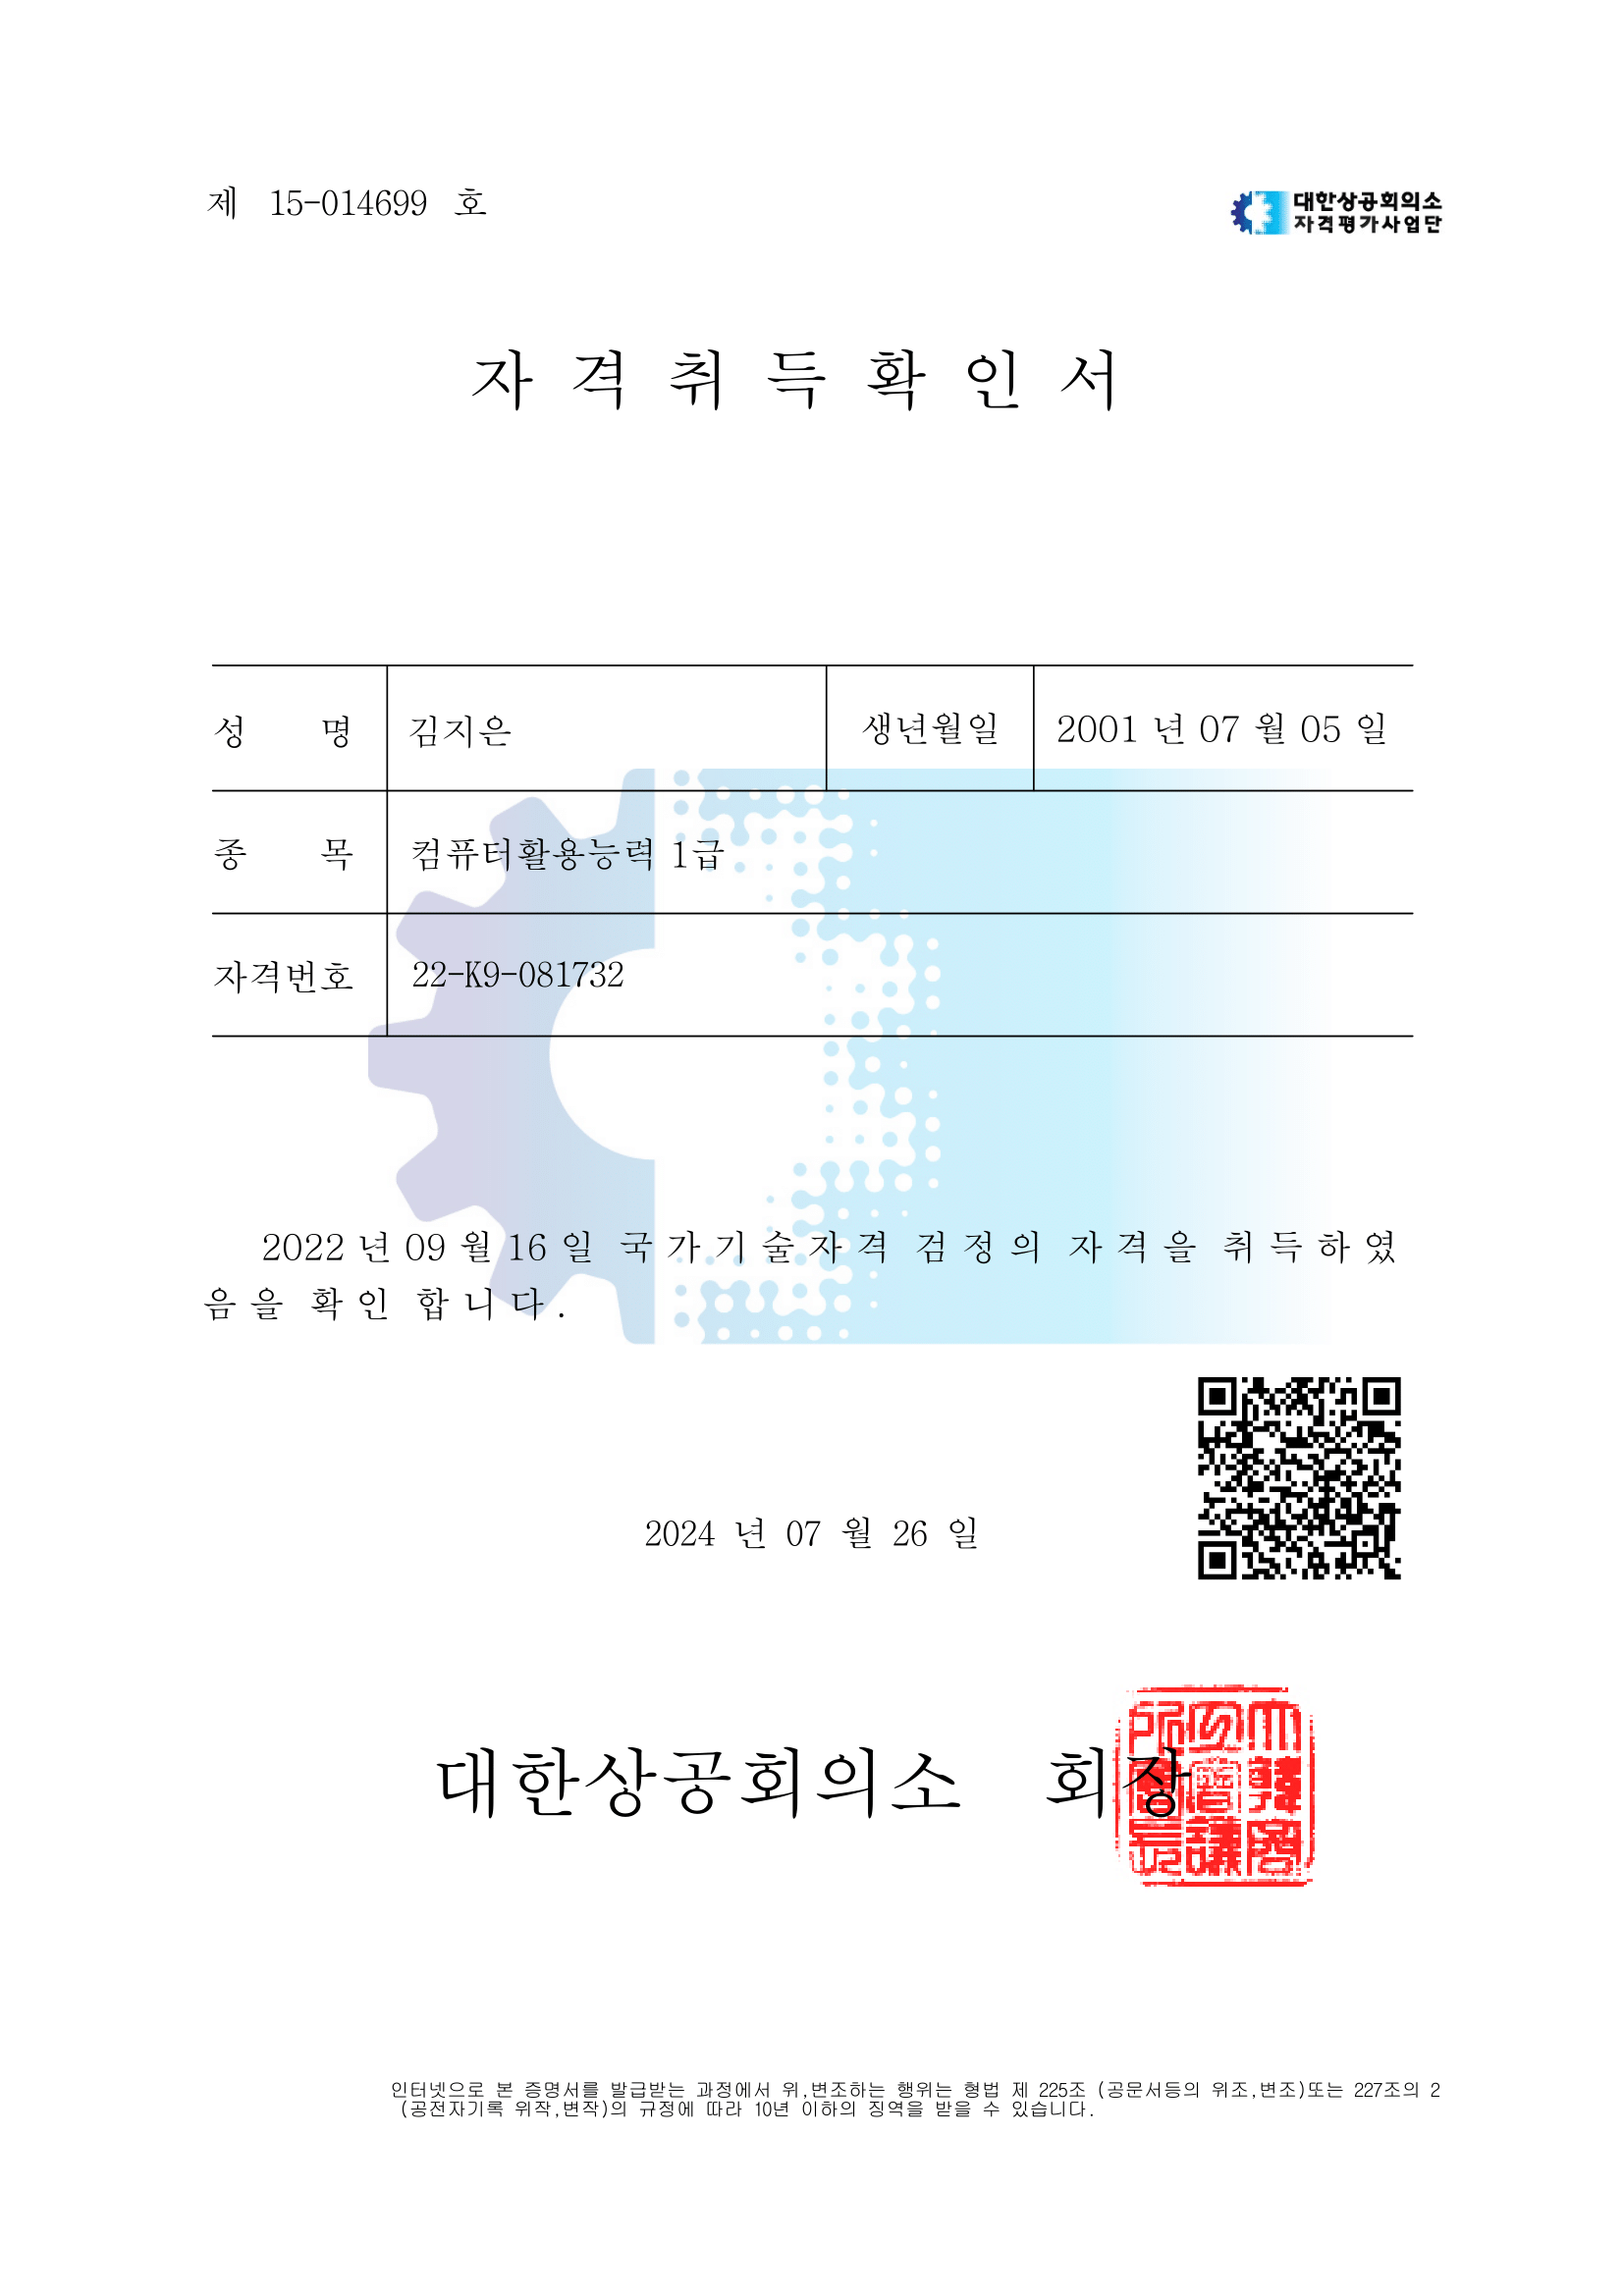 제 15-014699 호
대한상공회의소
자격평가사업단
자 격 취 득 확 인 서
성 명 김지은 생년월일 2001 년 07 월 05 일
종 목 컴퓨터활용능력 1급
자격번호 22-K9-081732
2022 년 09 월 16 일 국 가 기 술 자 격 검 정 의 자 격 을 취 득 하 였
음 을 확 인 합 니 다 .
2024 년 07 월 26 일
대한상공회의소 회장
인터넷으로 본 증명서를 발급받는 과정에서 위,변조하는 행위는 형법 제 225조 (공문서등의 위조,변조)또는 227조의 2
(공전자기록 위작,변작)의 규정에 따라 10년 이하의 징역을 받을 수 있습니다.